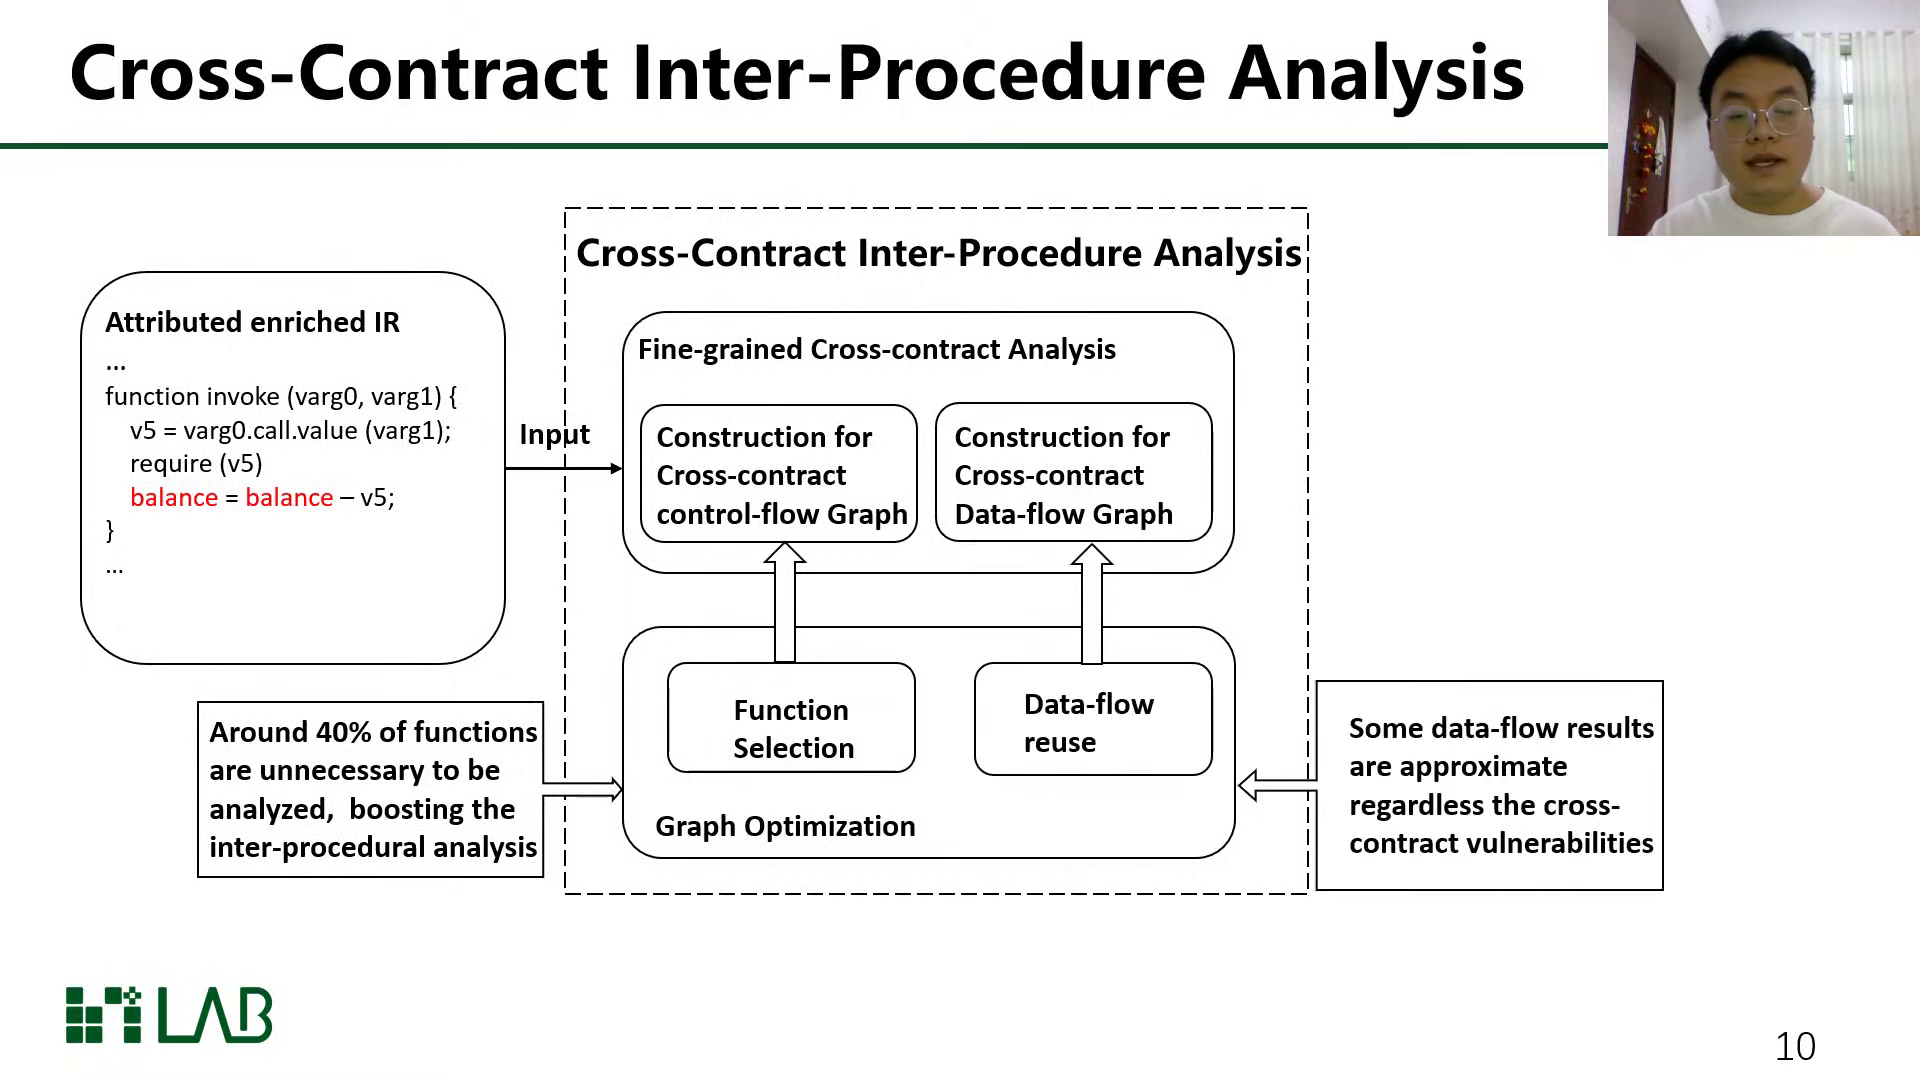 Cross-Contract Inter-Procedure Analysis
Cross-Contract Inter-Procedure Analysis
Attributed enriched IR
...
function invoke (varg0, varg1) {
v5 = varg0.call.value (varg1);
require (v5)
balance = balance – v5;
}
...
Input
Fine-grained Cross-contract Analysis
Construction for
Cross-contract
control-flow Graph
Construction for
Cross-contract
Data-flow Graph
Function
Selection
Data-flow
reuse
Graph Optimization
Around 40% of functions
are unnecessary to be
analyzed, boosting the
inter-procedural analysis
Some data-flow results
are approximate
regardless the cross-
contract vulnerabilities
LAB
10